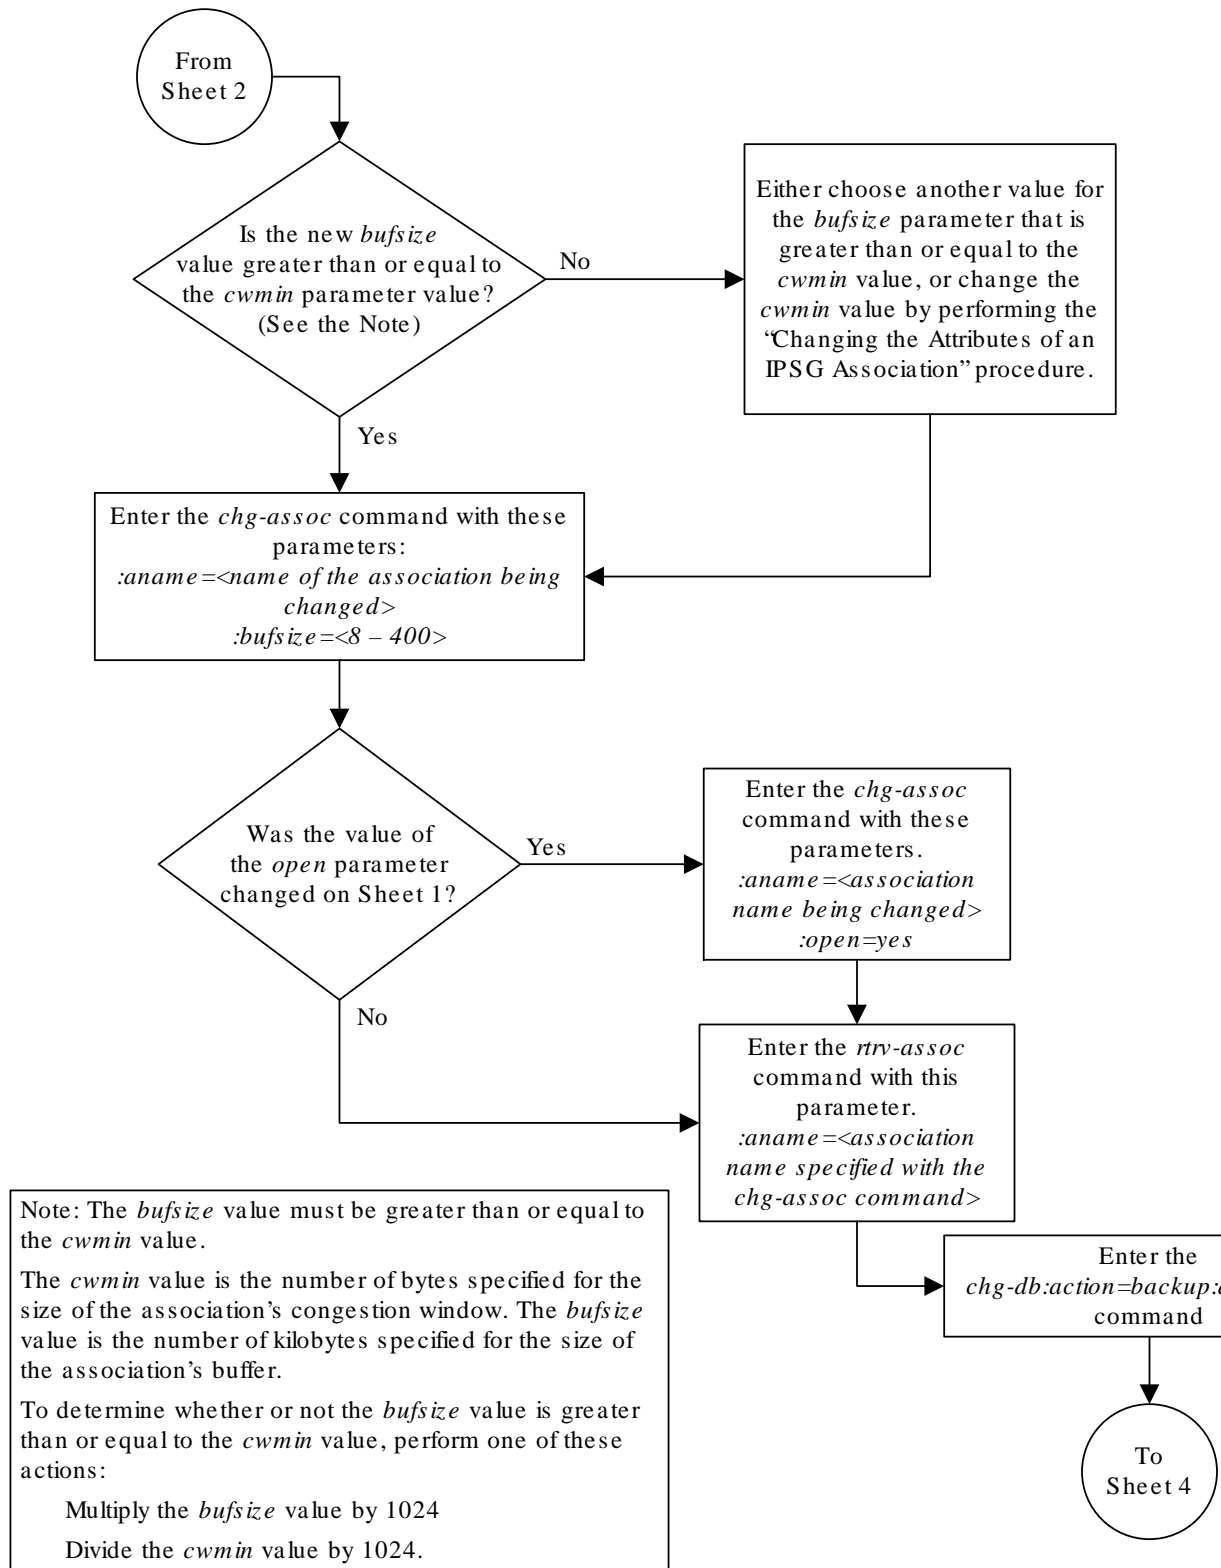 From
Sheet 2
Is the new bufsize
value greater than or equal to
the cwmin parameter value?
(See the Note)
No
Either choose another value for
the bufsize parameter that is
greater than or equal to the
cwmin value, or change the
cwmin value by performing the
“Changing the Attributes of an
IPSG Association” procedure.
Yes
Enter the chg-assoc command with these
parameters:
:aname=<name of the association being
changed>
:bufsize=<8 – 400>
Was the value of
the open parameter
changed on Sheet 1?
Yes
Enter the chg-assoc
command with these
parameters.
:aname=<association
name being changed>
:open=yes
No
Enter the rtrv-assoc
command with this
parameter.
:aname=<association
name specified with the
chg-assoc command>
Enter the
chg-db:action=backup:
command
To
Sheet 4
Note: The bufsize value must be greater than or equal to
the cwmin value.
The cwmin value is the number of bytes specified for the
size of the association’s congestion window. The bufsize
value is the number of kilobytes specified for the size of
the association’s buffer.
To determine whether or not the bufsize value is greater
than or equal to the cwmin value, perform one of these
actions:
Multiply the bufsize value by 1024
Divide the cwmin value by 1024.